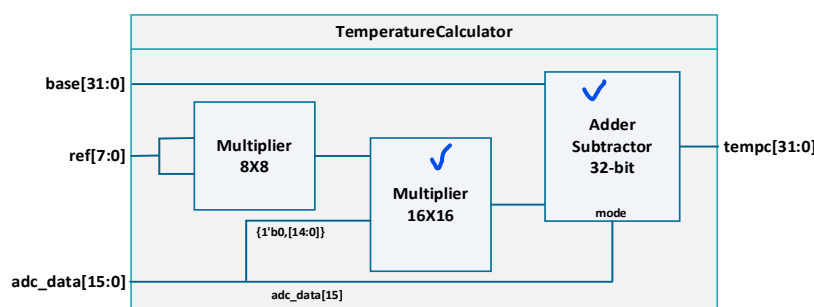 TemperatureCalculator
base[31:0]
ref[7:0]
Multiplier
8X8
Multiplier
16X16
Adder
Subtractor
32-bit
mode
tempc[31:0]
{1'b0,[14:0]}
adc_data[15:0]
adc_data[15]